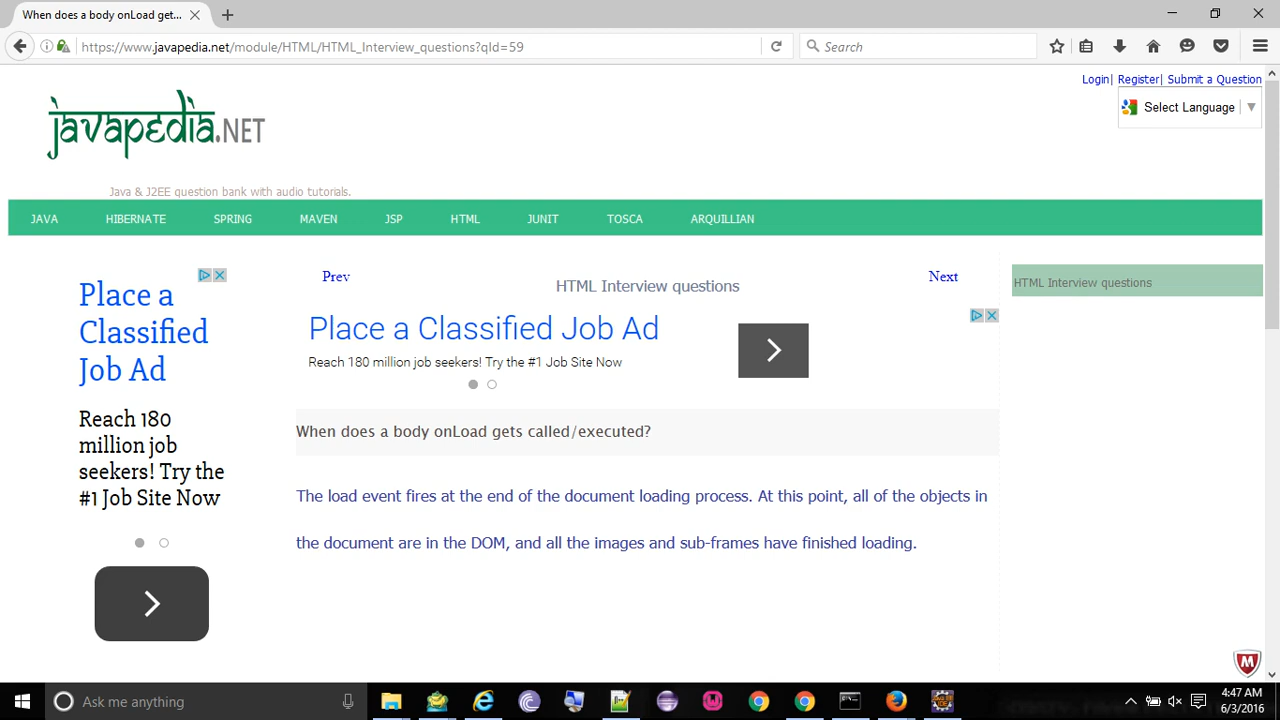 When does a body onLoad get...
https://www.javapedia.net/module/HTML/HTML_Interview_questions?qId=59
Search
Login| Register| Submit a Question
javapedia.NET
Select Language
Java & J2EE question bank with audio tutorials.
JAVA HIBERNATE SPRING MAVEN JSP HTML JUNIT TOSCA ARQUILLIAN
Place a
Classified
Job Ad
Reach 180
million job
seekers! Try the
#1 Job Site Now
Prev
HTML Interview questions
Next
Place a Classified Job Ad
Reach 180 million job seekers! Try the #1 Job Site Now
When does a body onLoad gets called/executed?
The load event fires at the end of the document loading process. At this point, all of the objects in
the document are in the DOM, and all the images and sub-frames have finished loading.
HTML Interview questions
Ask me anything
4:47 AM
6/3/2016